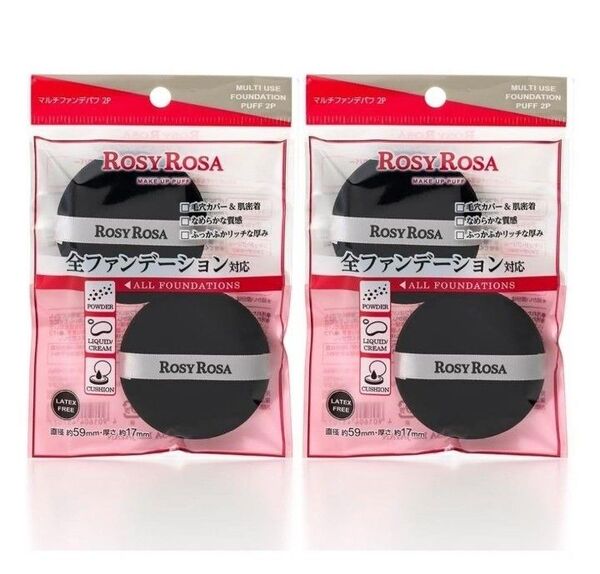 マルチファンデパフ 2P
MULTI USE
FOUNDATION
PUFF 2P
ROSY ROSA
MAKE UP PUFF
毛穴カバー & 肌密着
なめらかな質感
ふっかふかリッチな厚み
ROSY ROSA
全ファンデーション対応
ALL FOUNDATIONS
POWDER
LIQUID/
CREAM
CUSHION
ROSY ROSA
LATEX
FREE
直径 約59mm・厚さ 約17mm
マルチファンデパフ 2P
MULTI USE
FOUNDATION
PUFF 2P
ROSY ROSA
MAKE UP PUFF
毛穴カバー & 肌密着
なめらかな質感
ふっかふかリッチな厚み
ROSY ROSA
全ファンデーション対応
ALL FOUNDATIONS
POWDER
LIQUID/
CREAM
CUSHION
ROSY ROSA
LATEX
FREE
直径 約59mm・厚さ 約17mm